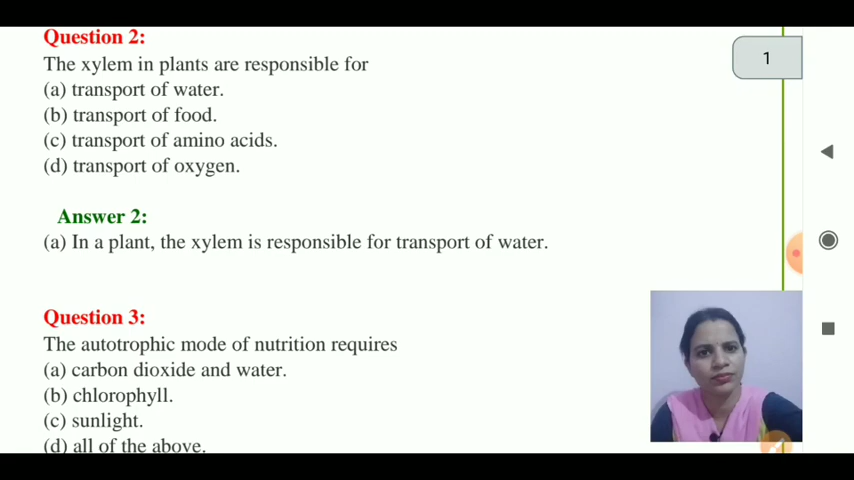 Question 2:
1
The xylem in plants are responsible for
(a) transport of water.
(b) transport of food.
(c) transport of amino acids.
(d) transport of oxygen.
Answer 2:
(a) In a plant, the xylem is responsible for transport of water.
Question 3:
The autotrophic mode of nutrition requires
(a) carbon dioxide and water.
(b) chlorophyll.
(c) sunlight.
(d) all of the above.